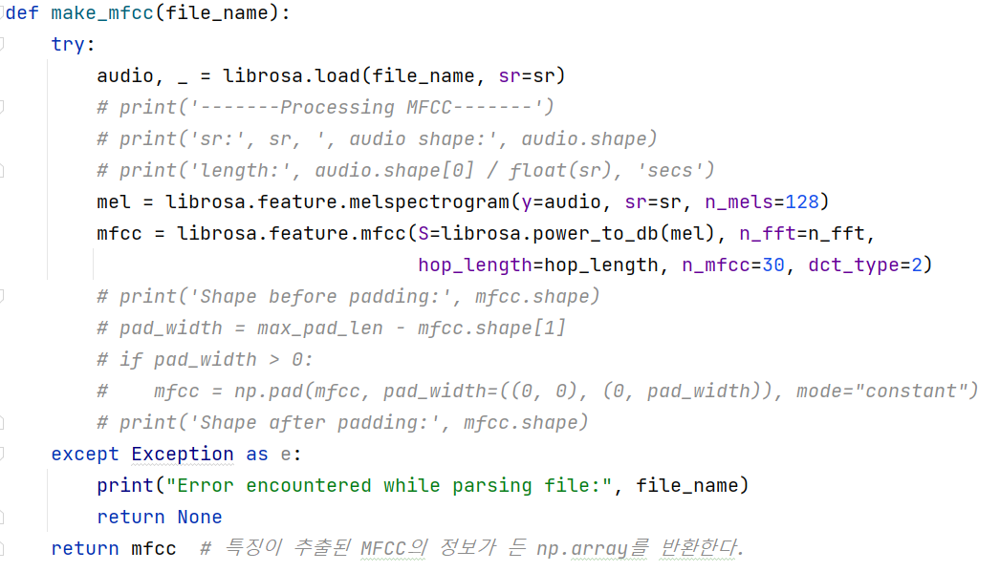 def make_mfcc(file_name):
    try:
        audio, _ = librosa.load(file_name, sr=sr)
        # print('-------Processing MFCC-------')
        # print('sr:', sr, ', audio shape:', audio.shape)
        # print('length:', audio.shape[0] / float(sr), 'secs')
        mel = librosa.feature.melspectrogram(y=audio, sr=sr, n_mels=128)
        mfcc = librosa.feature.mfcc(S=librosa.power_to_db(mel), n_fft=n_fft,
                                    hop_length=hop_length, n_mfcc=30, dct_type=2)
        # print('Shape before padding:', mfcc.shape)
        # pad_width = max_pad_len - mfcc.shape[1]
        # if pad_width > 0:
        #    mfcc = np.pad(mfcc, pad_width=((0, 0), (0, pad_width)), mode="constant")
        # print('Shape after padding:', mfcc.shape)
    except Exception as e:
        print("Error encountered while parsing file:", file_name)
        return None
    return mfcc  # 특징이 추출된 MFCC의 정보가 든 np.array를 반환한다.